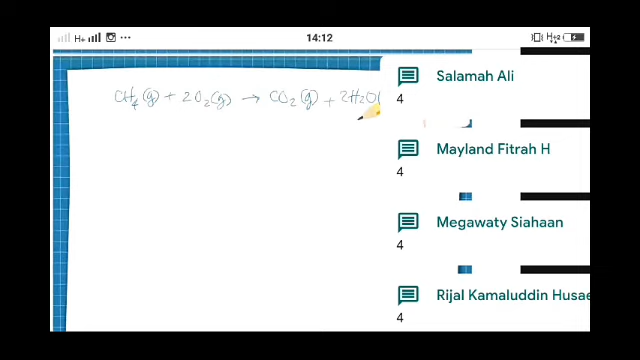 H+ 14:12
CH4(g) + 2O2(g) → CO2(g) + 2H2O(
Salamah Ali
4
Mayland Fitrah H
4
Megawaty Siahaan
4
Rijal Kamaluddin Husae
4